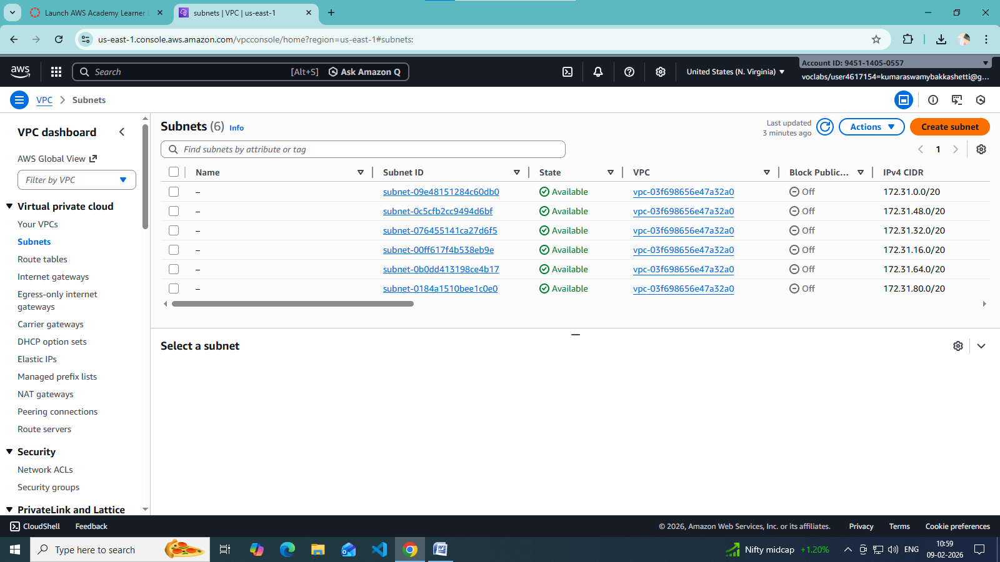 Launch AWS Academy Learner
subnets | VPC | us-east-1
us-east-1.console.aws.amazon.com/vpcconsole/home?region=us-east-1#subnets:
aws
Search
[Alt+S]
Ask Amazon Q
United States (N. Virginia)
Account ID: 9451-1405-0557
voclabs/user4617154=kumaraswamybakkashetti@g...
VPC
Subnets
VPC dashboard
AWS Global View
Filter by VPC
Virtual private cloud
Your VPCs
Subnets
Route tables
Internet gateways
Egress-only internet
gateways
Carrier gateways
DHCP option sets
Elastic IPs
Managed prefix lists
NAT gateways
Peering connections
Route servers
Security
Network ACLs
Security groups
PrivateLink and Lattice
Subnets (6) Info
Last updated
3 minutes ago
Actions
Create subnet
Find subnets by attribute or tag
1
Name Subnet ID State VPC Block Public... IPv4 CIDR
– subnet-09e48151284c60db0 Available vpc-03f698656e47a32a0 Off 172.31.0.0/20
– subnet-0c5cfb2cc9494d6bf Available vpc-03f698656e47a32a0 Off 172.31.48.0/20
– subnet-076455141ca27d6f5 Available vpc-03f698656e47a32a0 Off 172.31.32.0/20
– subnet-00ff617f4b538eb9e Available vpc-03f698656e47a32a0 Off 172.31.16.0/20
– subnet-0b0dd413198ce4b17 Available vpc-03f698656e47a32a0 Off 172.31.64.0/20
– subnet-0184a1510bee1c0e0 Available vpc-03f698656e47a32a0 Off 172.31.80.0/20
Select a subnet
CloudShell
Feedback
© 2026, Amazon Web Services, Inc. or its affiliates.
Privacy
Terms
Cookie preferences
Type here to search
Nifty midcap +1.20%
ENG
10:59
09-02-2026